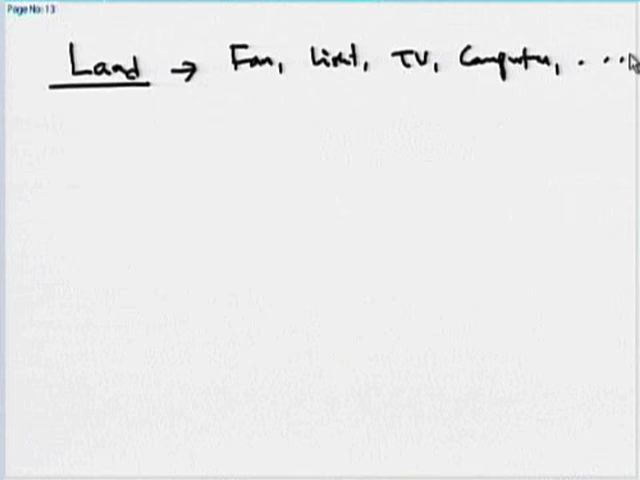 Page No: 13
Load → Fan, Light, TV, Computer, ....